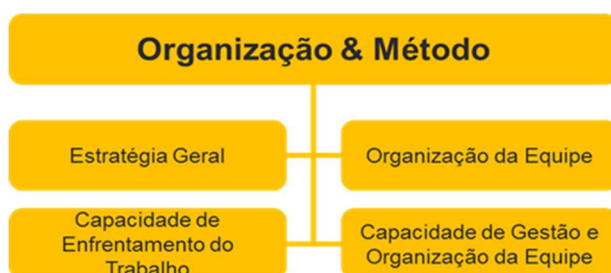 Organização & Método
Estratégia Geral
Organização da Equipe
Capacidade de
Enfrentamento do
Trabalho
Capacidade de Gestão e
Organização da Equipe